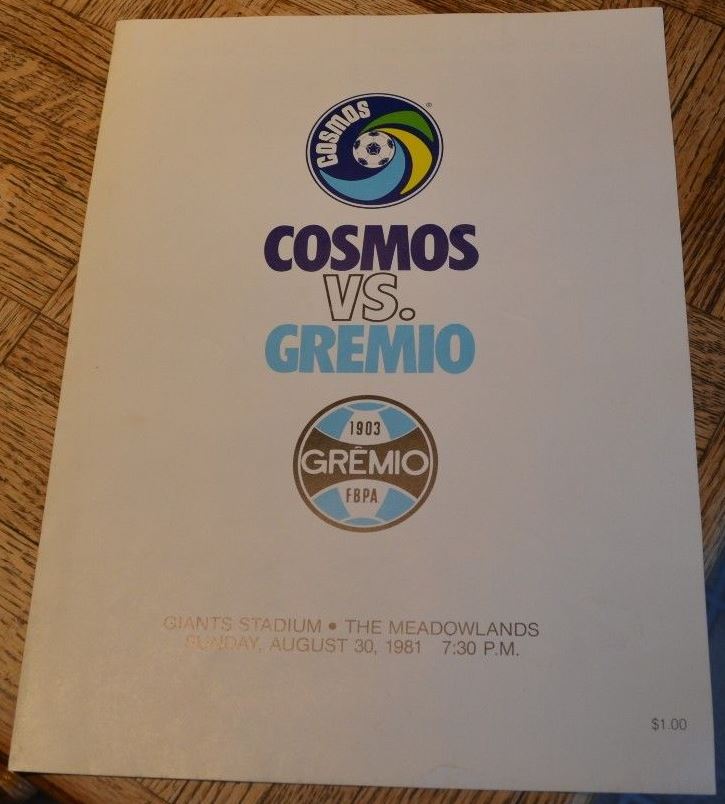 COSMOS
®
COSMOS
VS.
GREMIO
1903
GRÊMIO
FBPA
GIANTS STADIUM • THE MEADOWLANDS
SUNDAY, AUGUST 30, 1981 7:30 P.M.
$1.00